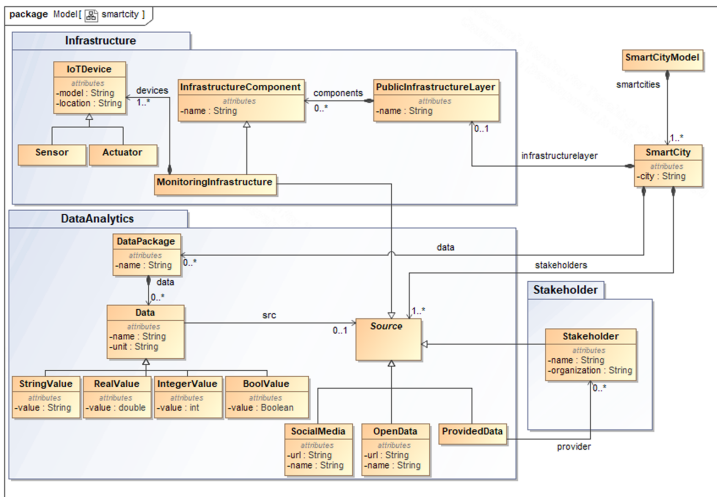 package Model[ smartcity ]
Infrastructure
IoTDevice
attributes
-model : String
-location : String
devices
1..*
Sensor
Actuator
InfrastructureComponent
attributes
-name : String
components
0..*
PublicInfrastructureLayer
attributes
-name : String
0..1
MonitoringInfrastructure
infrastructurelayer
SmartCityModel
smartcities
1..*
SmartCity
attributes
-city : String
DataAnalytics
DataPackage
attributes
-name : String
0..*
data
data
0..*
Data
attributes
-name : String
-unit : String
src
0..1
stakeholders
1..*
Source
StringValue
attributes
-value : String
RealValue
attributes
-value : double
IntegerValue
attributes
-value : int
BoolValue
attributes
-value : Boolean
SocialMedia
attributes
-url : String
-name : String
OpenData
attributes
-url : String
-name : String
ProvidedData
Stakeholder
Stakeholder
attributes
-name : String
-organization : String
0..*
provider